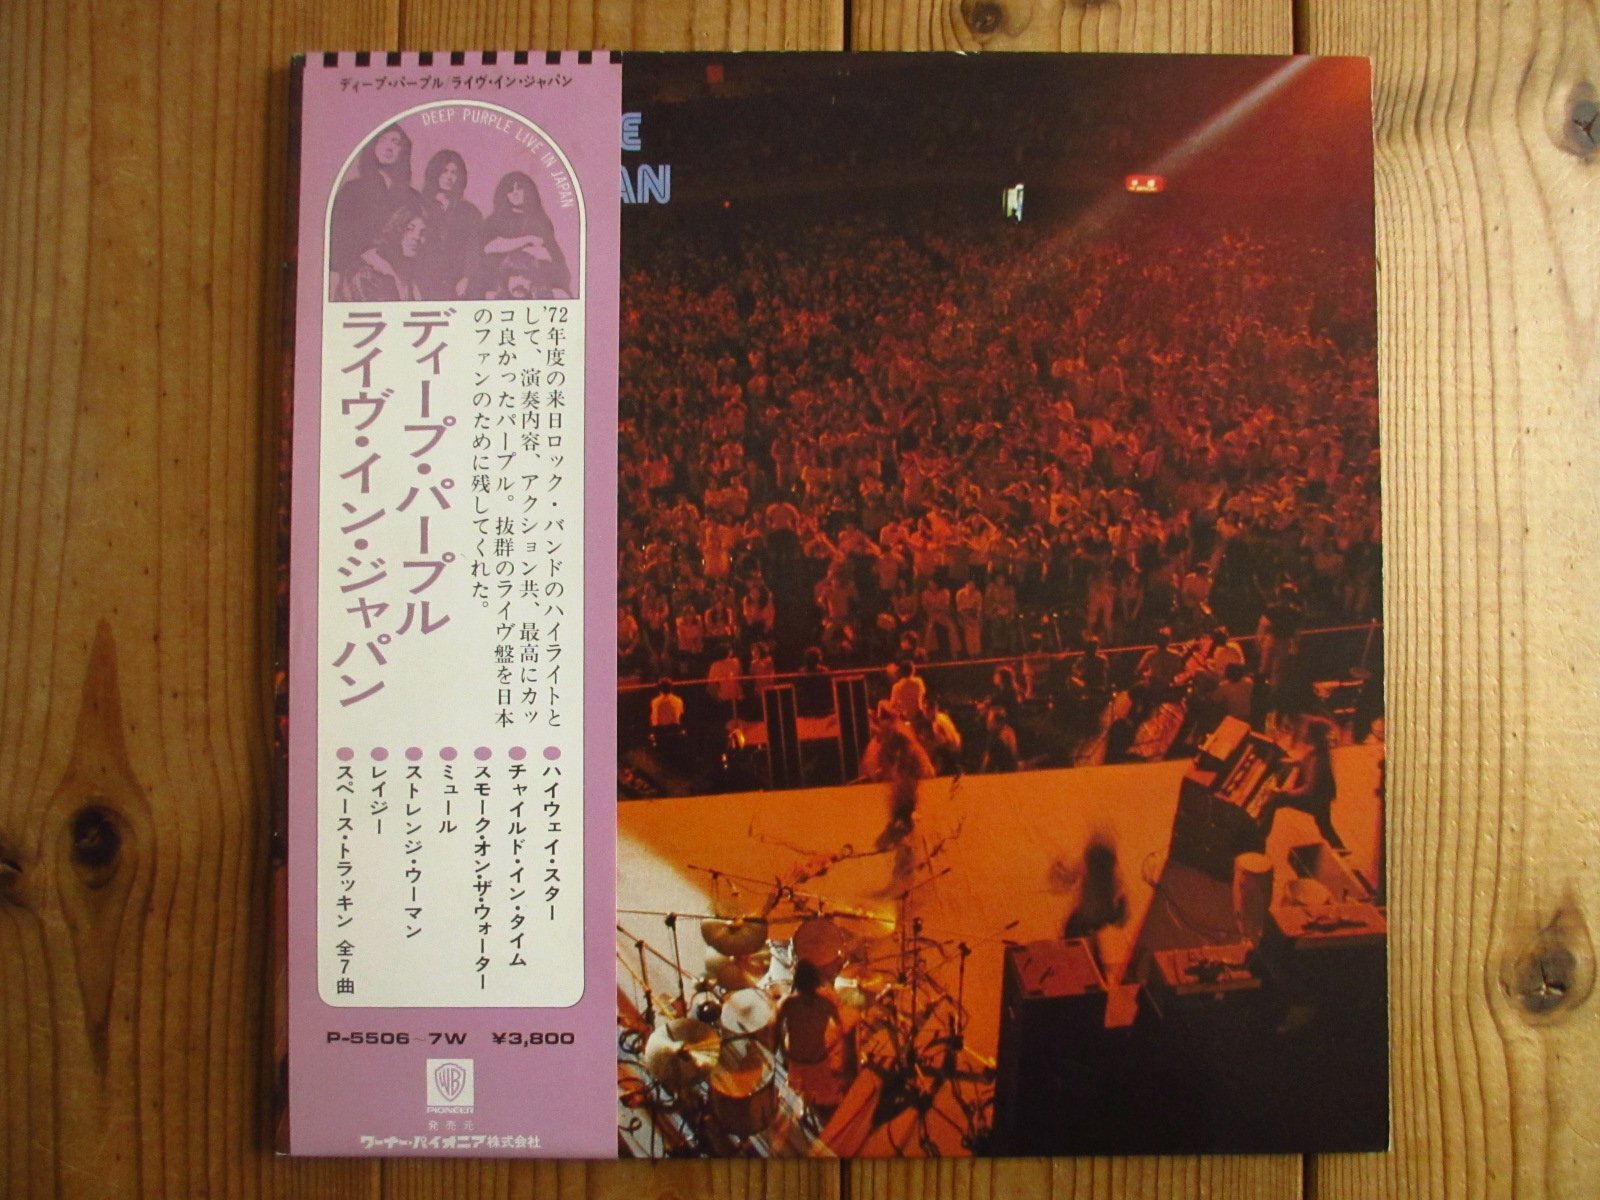 ディープ・パープル/ライヴ・イン・ジャパン
DEEP PURPLE LIVE IN JAPAN
'72年度の来日ロック・バンドのハイライトと
して、演奏内容、アクション共、最高にカッ
コ良かったパープル。抜群のライヴ盤を日本
のファンのために残してくれた。
ディープ・パープル
ライヴ・イン・ジャパン
●ハイウェイ・スター
●チャイルド・イン・タイム
●スモーク・オン・ザ・ウォーター
●ミュール
●ストレンジ・ウーマン
●レイジー
●スペース・トラッキン 全7曲
P-5506~7W ¥3,800
WB
PIONEER
発売元
ワーナー・パイオニア株式会社
E
AN